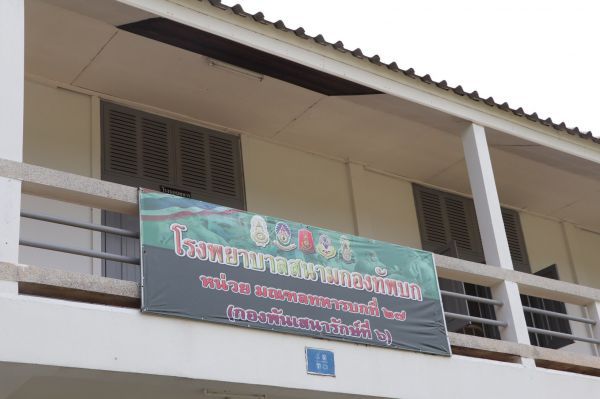 โรงพยาบาลสนามกองทัพบก
หน่วย มณฑลทหารบกที่ ๒๗
(กองพันเสนารักษ์ที่ ๖)